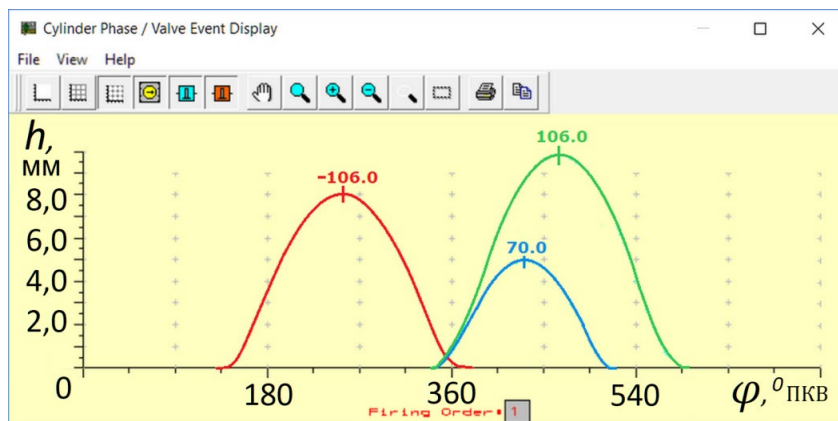 Cylinder Phase / Valve Event Display
File View Help
h,
мм
8,0
6,0
4,0
2,0
0
-106.0
106.0
70.0
180
360
540
φ, ⁰ПКВ
Firing Order: 1